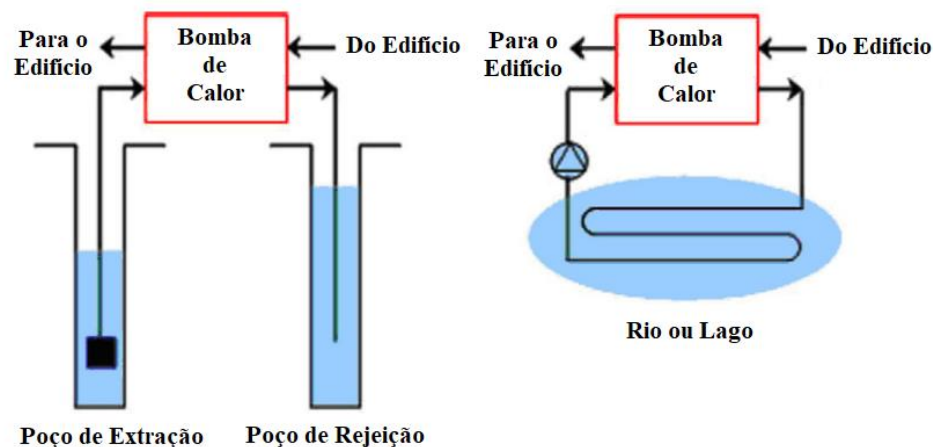 Para o
Edifício
Bomba
de
Calor
Do Edifício
Poço de Extração
Poço de Rejeição
Para o
Edifício
Bomba
de
Calor
Do Edifício
Rio ou Lago